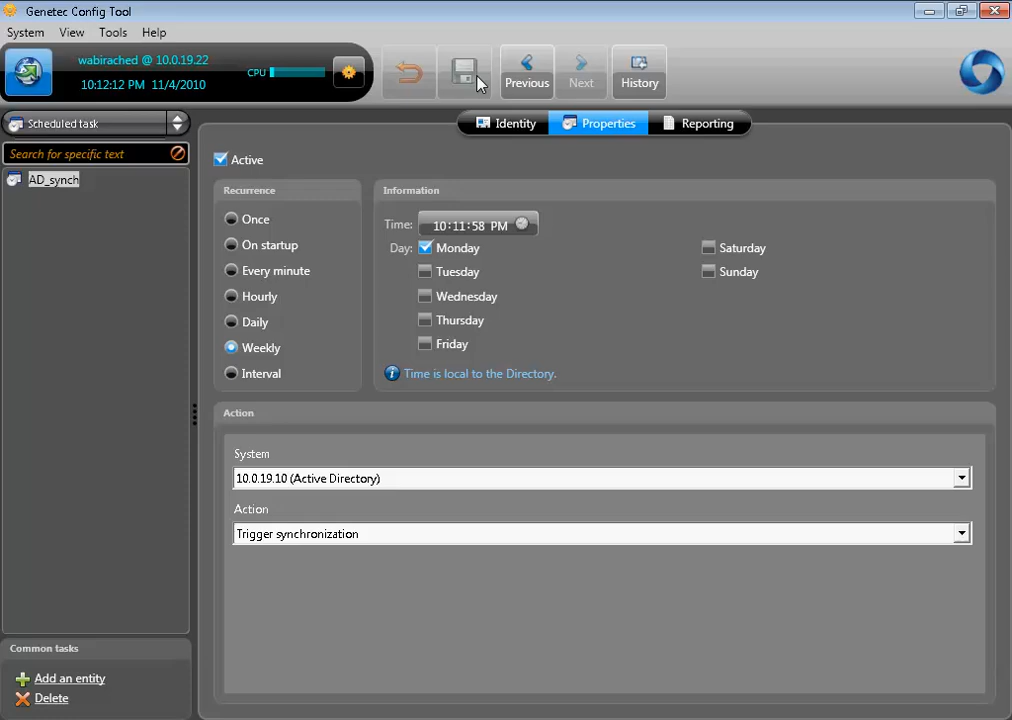 Genetec Config Tool
System View Tools Help
wabirached @ 10.0.19.22
10:12:12 PM 11/4/2010
CPU
Previous
Next
History
Scheduled task
Search for specific text
AD_synch
Identity
Properties
Reporting
Active
Recurrence
Once
On startup
Every minute
Hourly
Daily
Weekly
Interval
Information
Time: 10:11:58 PM
Day: Monday
Tuesday
Wednesday
Thursday
Friday
Saturday
Sunday
Time is local to the Directory.
Action
System
10.0.19.10 (Active Directory)
Action
Trigger synchronization
Common tasks
Add an entity
Delete